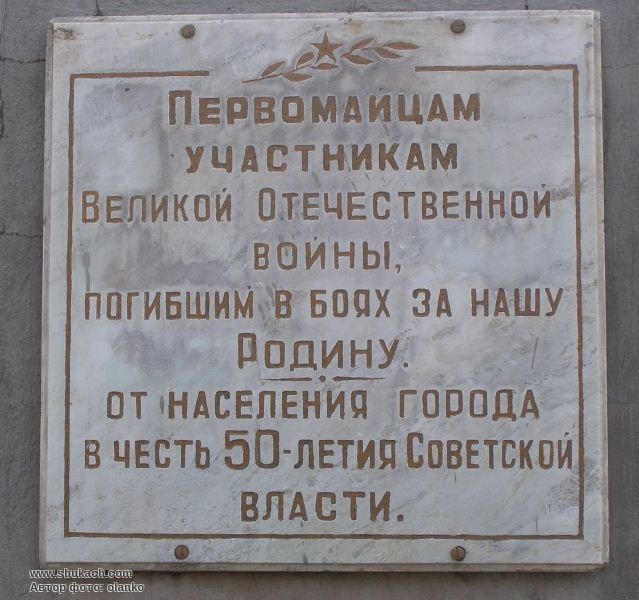 Первомайцам
участникам
Великой Отечественной
войны,
погибшим в боях за нашу
Родину.
от населения города
в честь 50-летия Советской
власти.
www.shukach.com
Автор фото: olanko